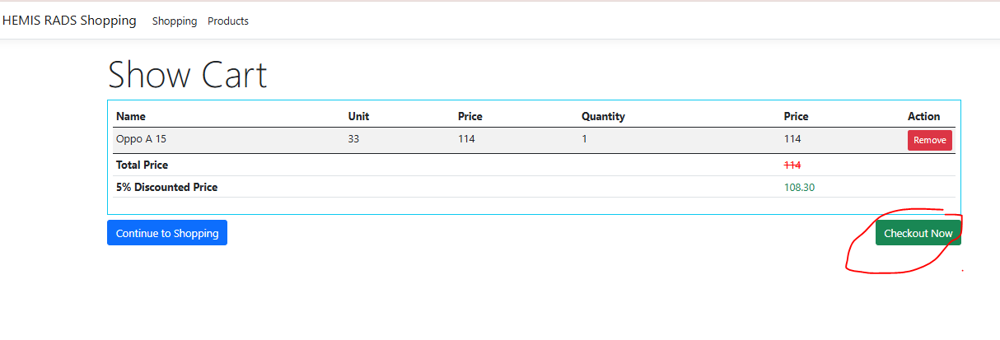 HEMIS RADS Shopping Shopping Products
Show Cart
Name Unit Price Quantity Price Action
Oppo A 15 33 114 1 114 Remove
Total Price 114
5% Discounted Price 108.30
Continue to Shopping Checkout Now